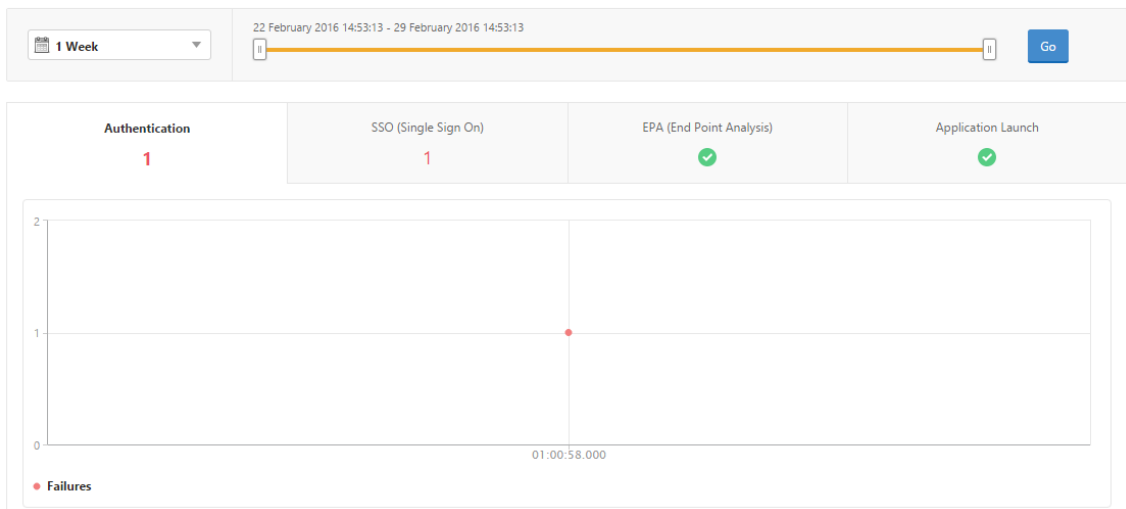 22 February 2016 14:53:13 - 29 February 2016 14:53:13
1 Week
Go
Authentication
1
SSO (Single Sign On)
1
EPA (End Point Analysis)
Application Launch
2
1
0
01:00:58.000
Failures